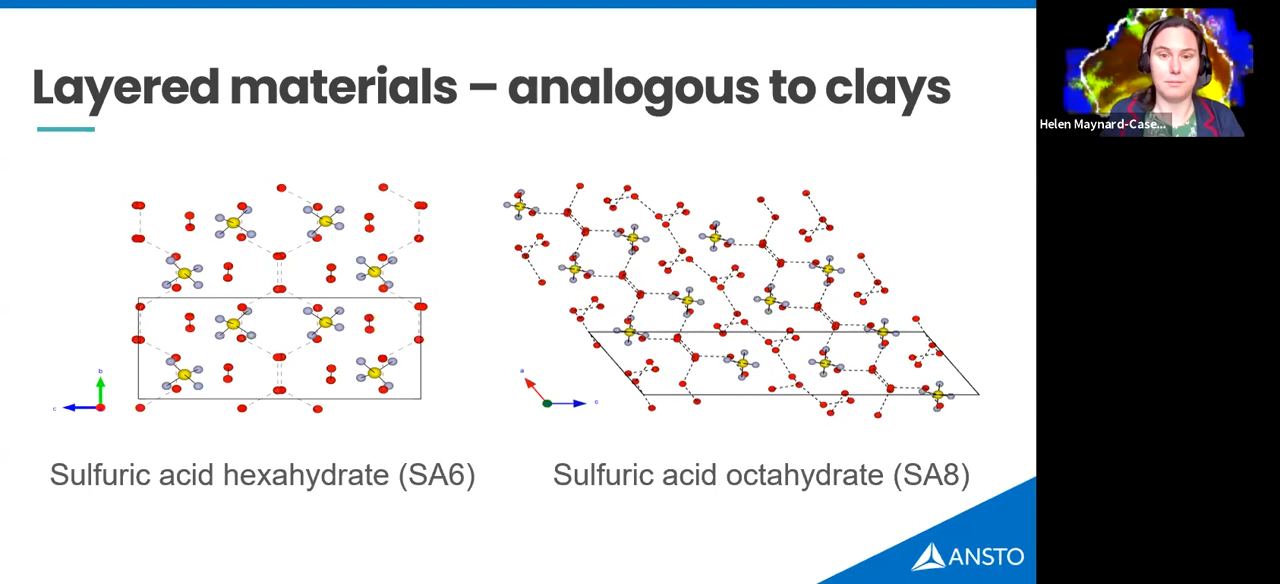 Layered materials – analogous to clays
Helen Maynard-Case...
b
c
a
c
Sulfuric acid hexahydrate (SA6)
Sulfuric acid octahydrate (SA8)
ANSTO